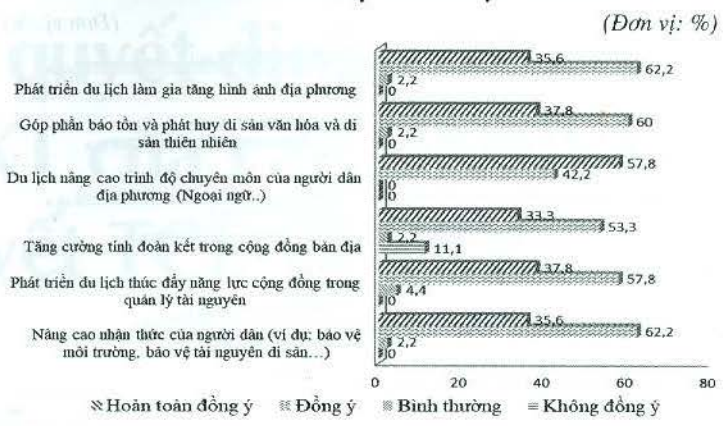 (Đơn vị: %)
35,6
62,2
Phát triển du lịch làm gia tăng hình ảnh địa phương
2,2
0
37,8
Góp phần bảo tồn và phát huy di sản văn hóa và di
60
sản thiên nhiên
2,2
0
57,8
Du lịch nâng cao trình độ chuyên môn của người dân
42,2
địa phương (Ngoại ngữ..)
0
0
33,3
53,3
Tăng cường tính đoàn kết trong cộng đồng bản địa
2,2
11,1
37,8
Phát triển du lịch thúc đẩy năng lực cộng đồng trong
57,8
quản lý tài nguyên
4,4
0
35,6
Nâng cao nhận thức của người dân (ví dụ: bảo vệ
62,2
môi trường, bảo vệ tài nguyên di sản...)
2,2
0
0 20 40 60 80
Hoàn toàn đồng ý Đồng ý Bình thường Không đồng ý